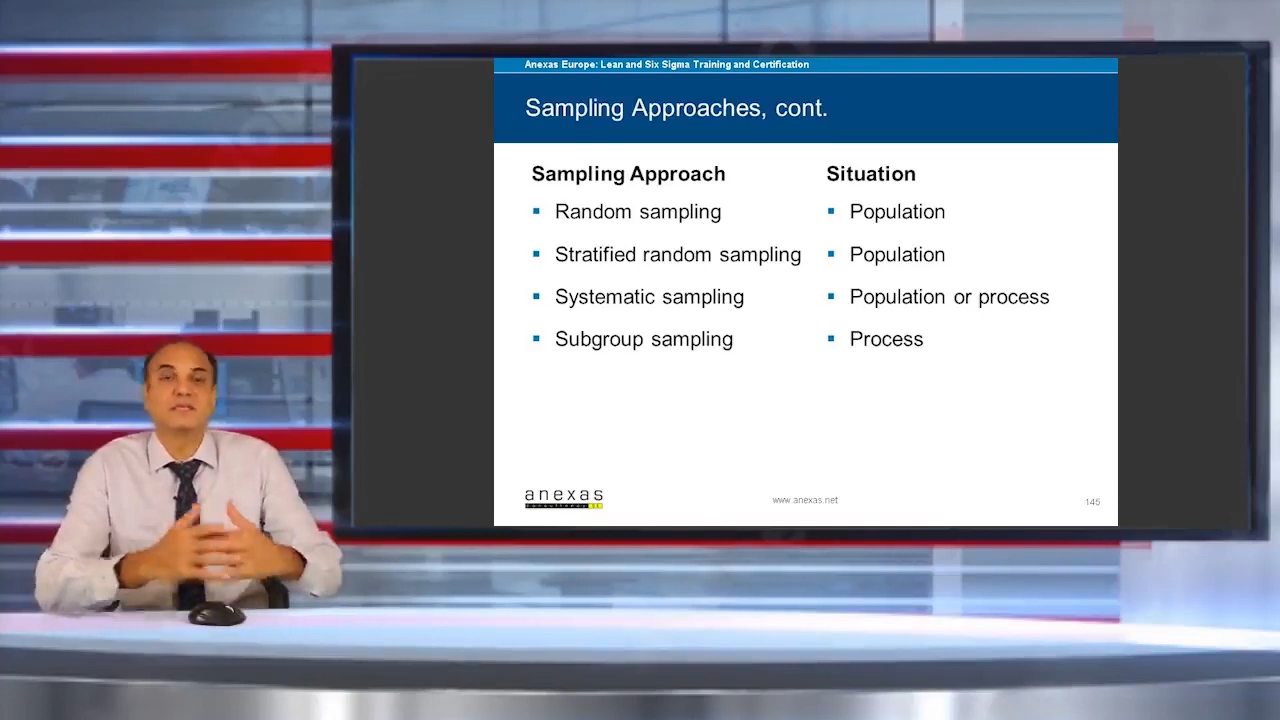 Anexas Europe: Lean and Six Sigma Training and Certification
Sampling Approaches, cont.
Sampling Approach Situation
Random sampling Population
Stratified random sampling Population
Systematic sampling Population or process
Subgroup sampling Process
anexas
www.anexas.net
145